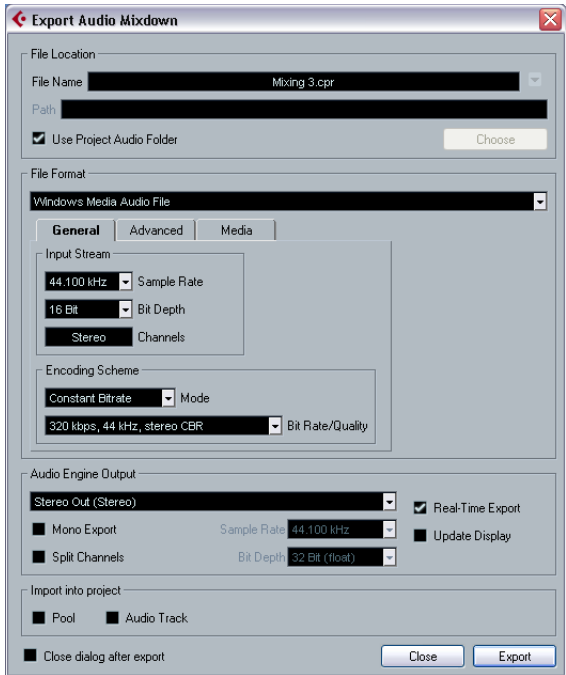 Export Audio Mixdown
File Location
File Name Mixing 3.cpr
Path
Use Project Audio Folder Choose
File Format
Windows Media Audio File
General Advanced Media
Input Stream
44.100 kHz Sample Rate
16 Bit Bit Depth
Stereo Channels
Encoding Scheme
Constant Bitrate Mode
320 kbps, 44 kHz, stereo CBR Bit Rate/Quality
Audio Engine Output
Stereo Out (Stereo) Real-Time Export
Mono Export Sample Rate 44.100 kHz Update Display
Split Channels Bit Depth 32 Bit (float)
Import into project
Pool Audio Track
Close dialog after export Close Export